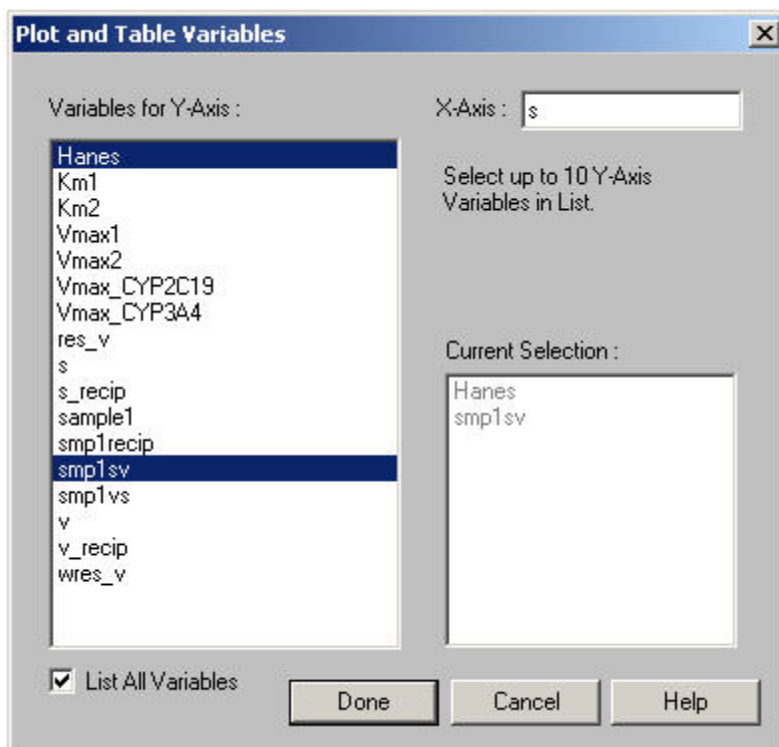 Plot and Table Variables
Variables for Y-Axis :
X-Axis : s
Hanes
Km1
Km2
Vmax1
Vmax2
Vmax_CYP2C19
Vmax_CYP3A4
res_v
s
s_recip
sample1
smp1recip
smp1sv
smp1vs
v
v_recip
wres_v
Select up to 10 Y-Axis
Variables in List.
Current Selection :
Hanes
smp1sv
List All Variables
Done
Cancel
Help